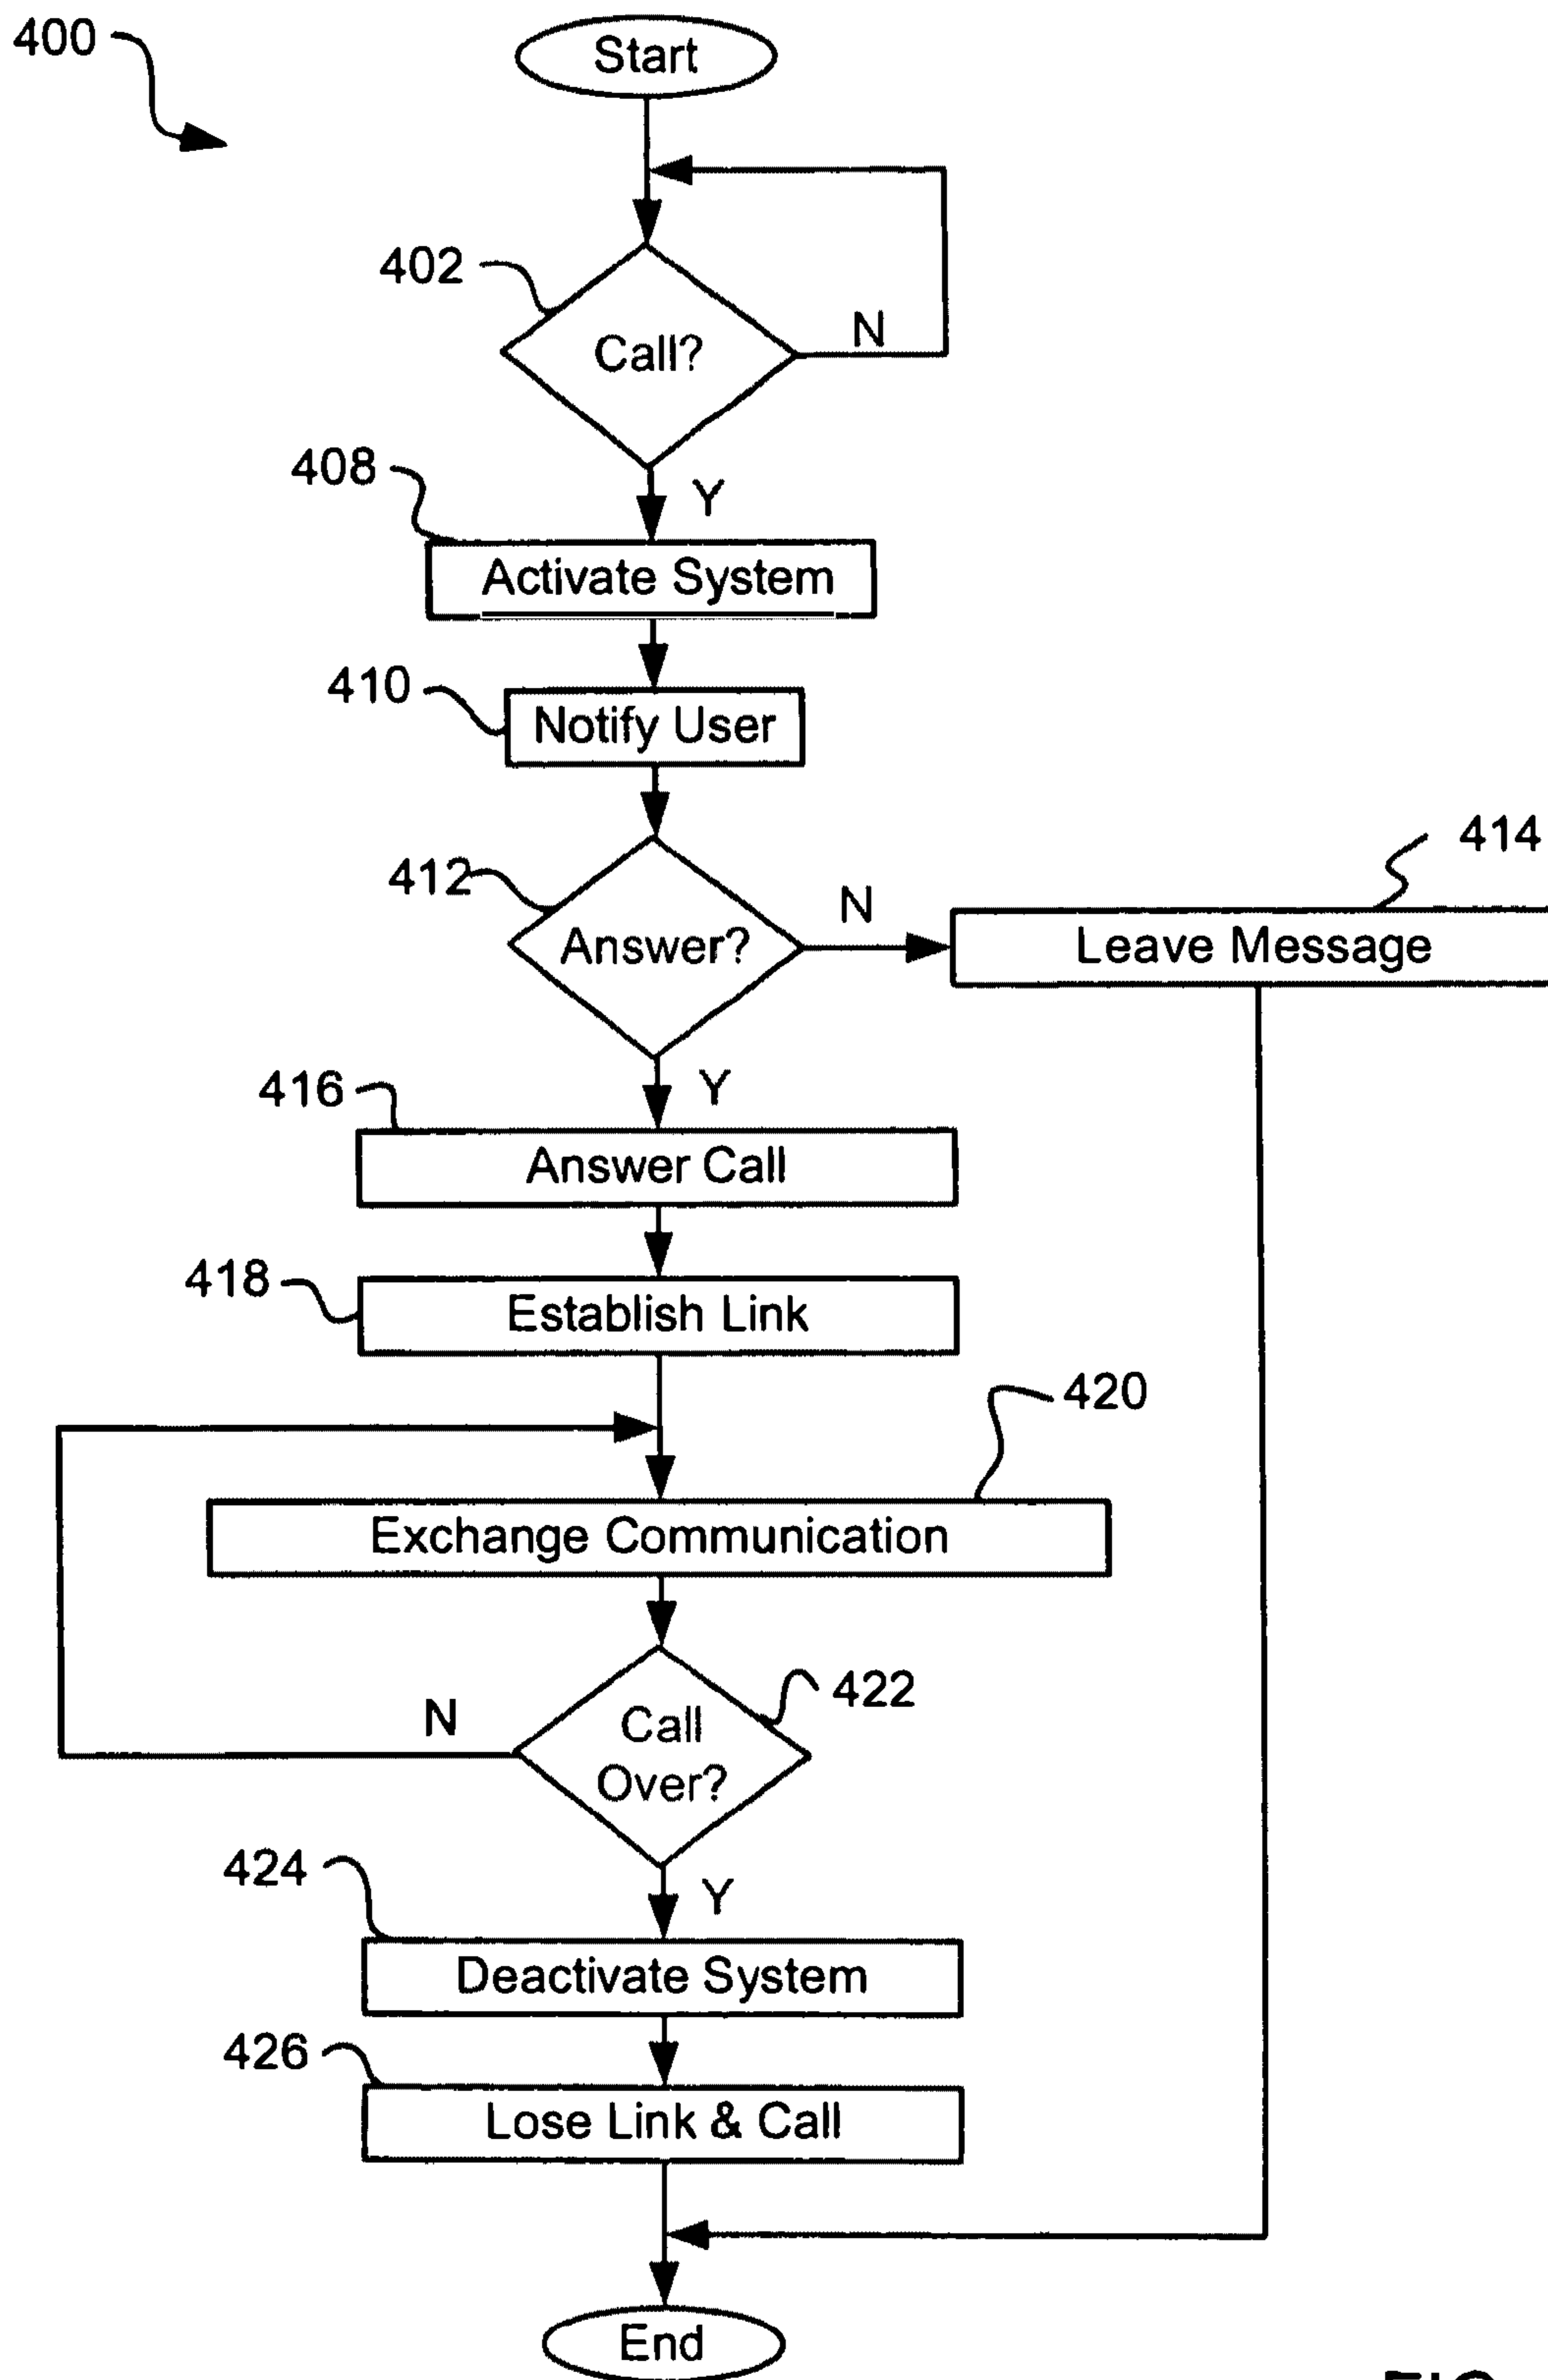 400
Start
402
Call?
N
408
Y
Activate System
410
Notify User
412
Answer?
N
414
Leave Message
416
Y
Answer Call
418
Establish Link
420
Exchange Communication
422
N
Call
Over?
424
Y
Deactivate System
426
Lose Link & Call
End